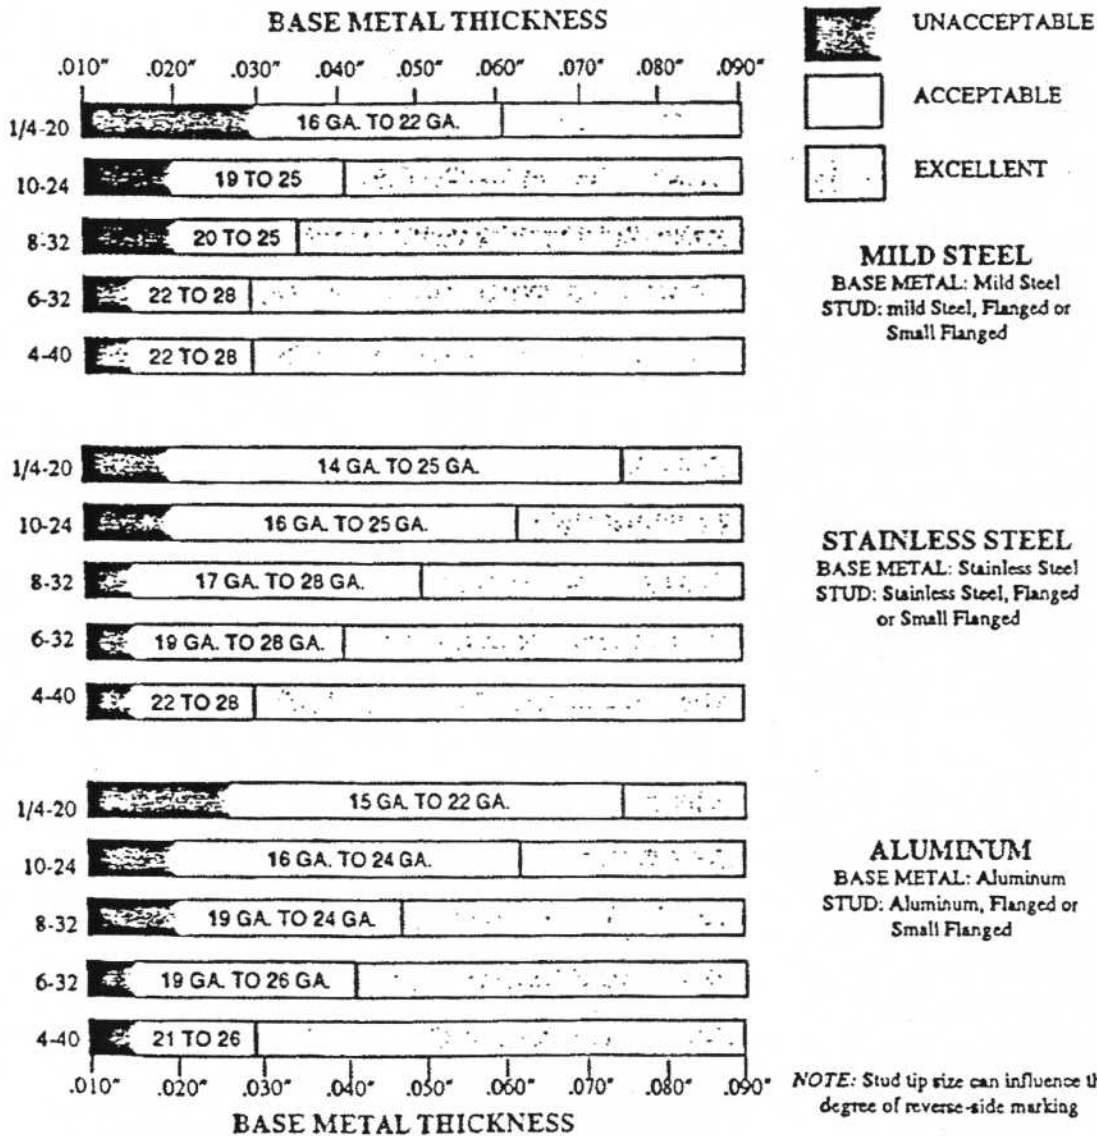 BASE METAL THICKNESS
.010" .020" .030" .040" .050" .060" .070" .080" .090"
1/4-20 16 GA. TO 22 GA.
10-24 19 TO 25
8-32 20 TO 25
6-32 22 TO 28
4-40 22 TO 28
UNACCEPTABLE
ACCEPTABLE
EXCELLENT
MILD STEEL
BASE METAL: Mild Steel
STUD: mild Steel, Flanged or
Small Flanged
1/4-20 14 GA. TO 25 GA.
10-24 16 GA. TO 25 GA.
8-32 17 GA. TO 28 GA.
6-32 19 GA. TO 28 GA.
4-40 22 TO 28
STAINLESS STEEL
BASE METAL: Stainless Steel
STUD: Stainless Steel, Flanged
or Small Flanged
1/4-20 15 GA. TO 22 GA.
10-24 16 GA. TO 24 GA.
8-32 19 GA. TO 24 GA.
6-32 19 GA. TO 26 GA.
4-40 21 TO 26
ALUMINUM
BASE METAL: Aluminum
STUD: Aluminum, Flanged or
Small Flanged
.010" .020" .030" .040" .050" .060" .070" .080" .090"
BASE METAL THICKNESS
NOTE: Stud tip size can influence th
degree of reverse-side marking